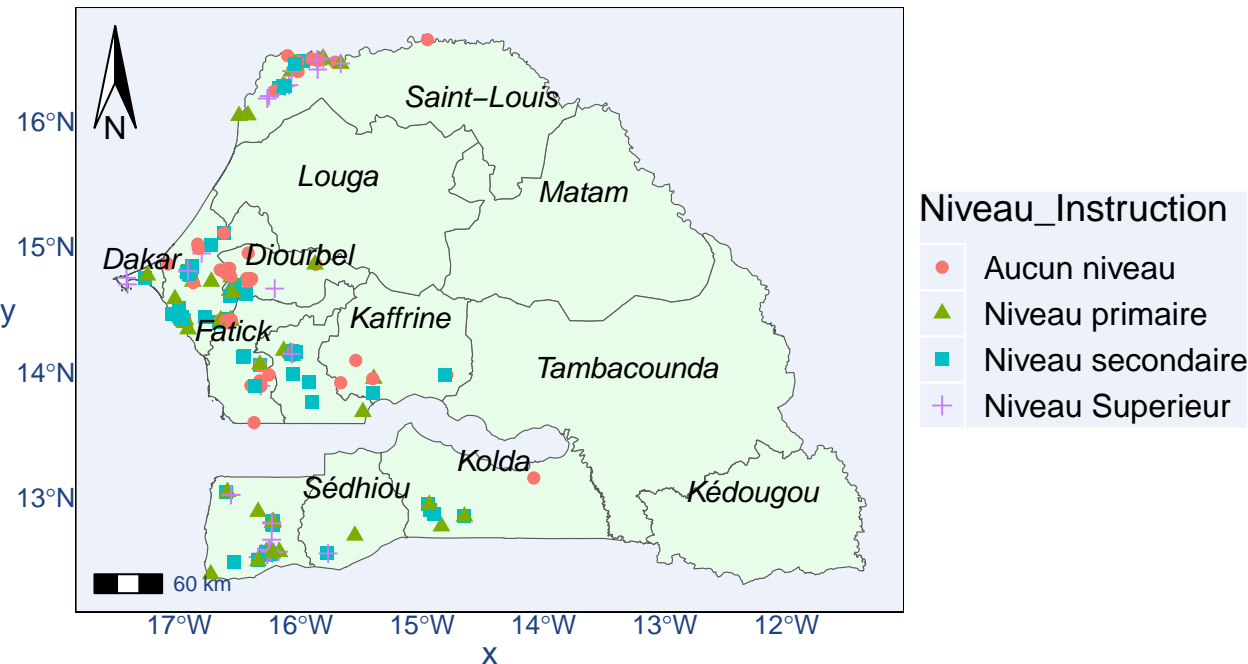 N
Saint−Louis
Louga
Matam
Dakar
Diourbel
Fatick
Kaffrine
Tambacounda
Kolda
Sédhiou
Kédougou
60 km
16°N
15°N
14°N
13°N
y
17°W 16°W 15°W 14°W 13°W 12°W
x
Niveau_Instruction
Aucun niveau
Niveau primaire
Niveau secondaire
Niveau Superieur